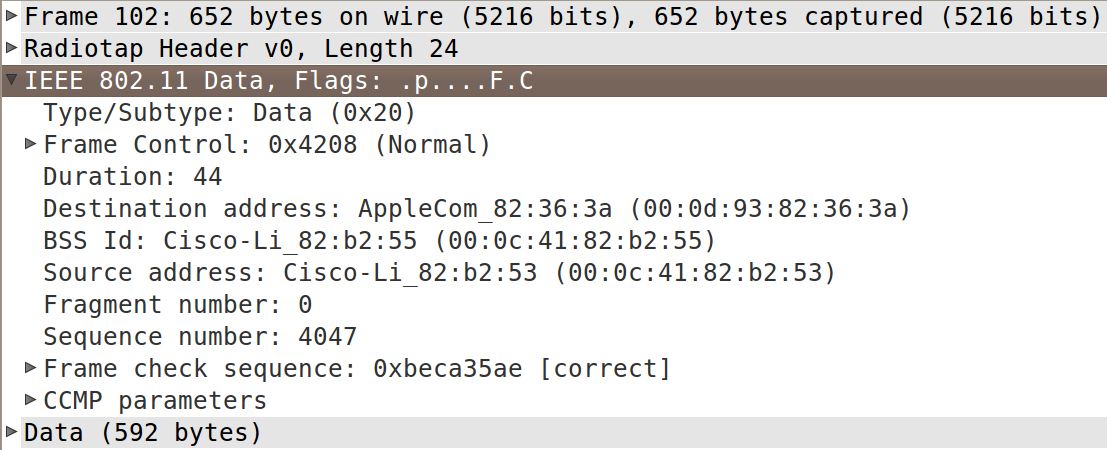 Frame 102: 652 bytes on wire (5216 bits), 652 bytes captured (5216 bits)
Radiotap Header v0, Length 24
IEEE 802.11 Data, Flags: .p....F.C
Type/Subtype: Data (0x20)
Frame Control: 0x4208 (Normal)
Duration: 44
Destination address: AppleCom_82:36:3a (00:0d:93:82:36:3a)
BSS Id: Cisco-Li_82:b2:55 (00:0c:41:82:b2:55)
Source address: Cisco-Li_82:b2:53 (00:0c:41:82:b2:53)
Fragment number: 0
Sequence number: 4047
Frame check sequence: 0xbeca35ae [correct]
CCMP parameters
Data (592 bytes)